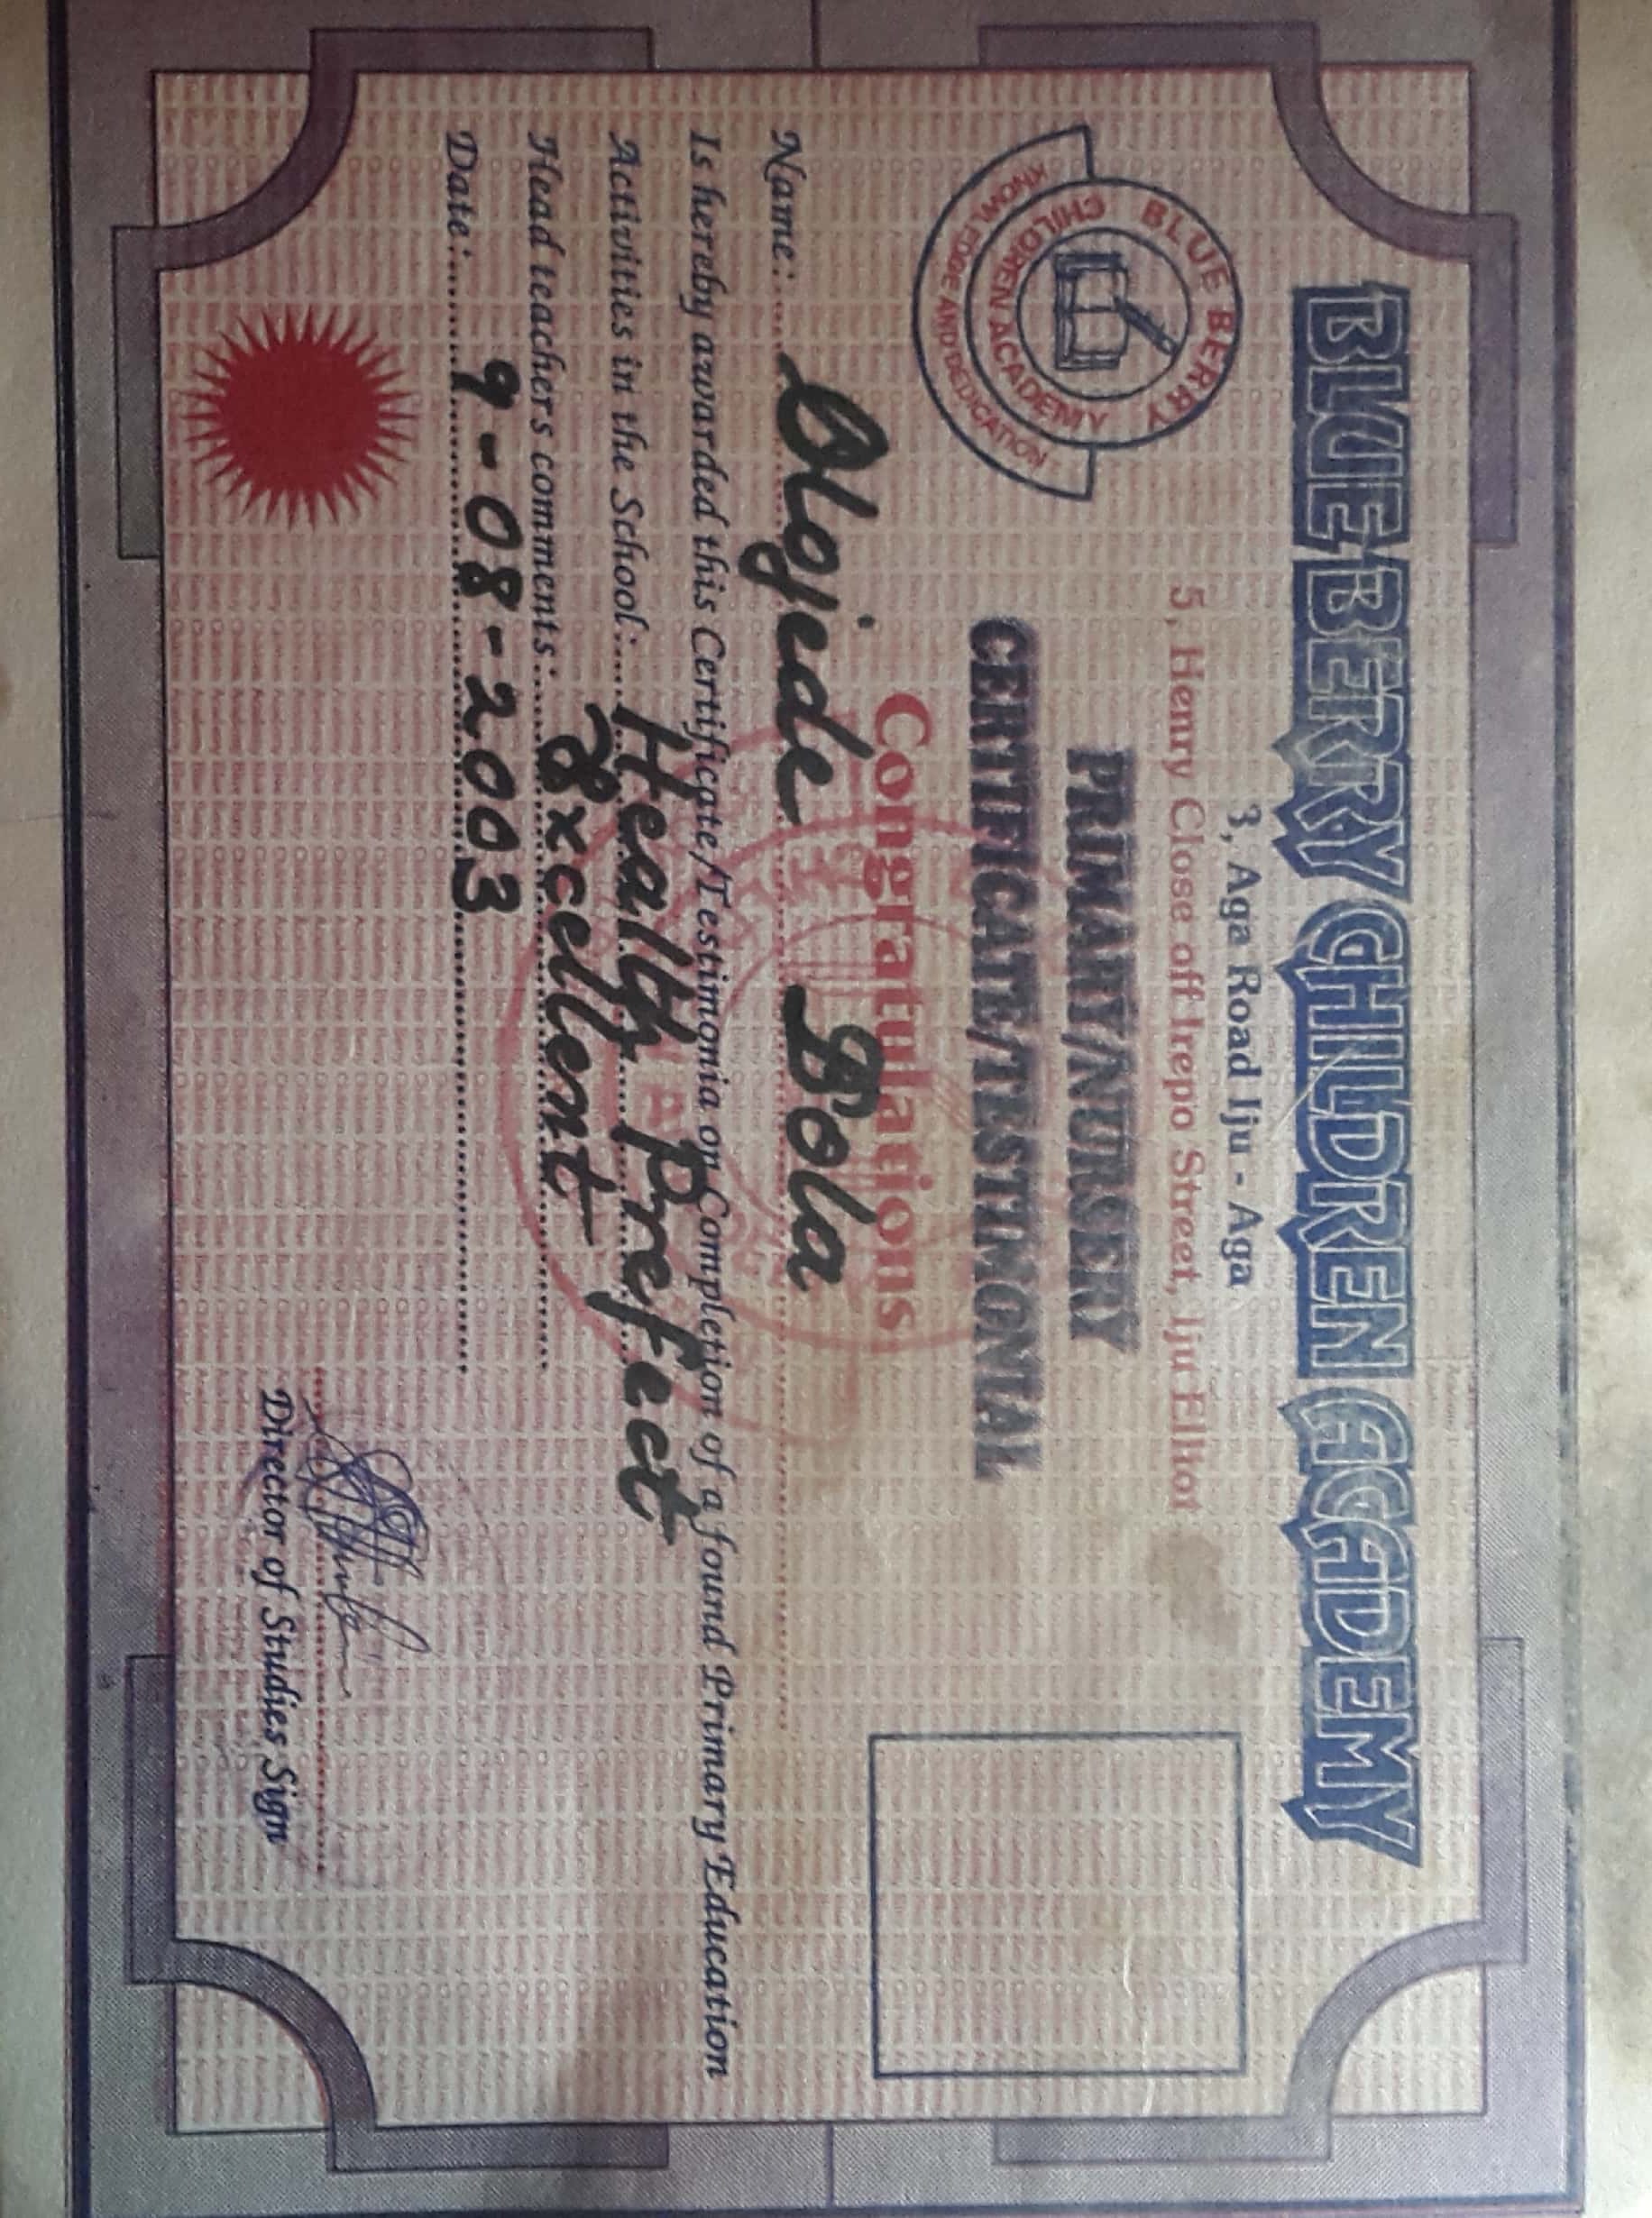 BLUE BERRY CHILDREN ACADEMY
3, Aga Road Iju - Aga
5, Henry Close off Irepo Street, Iju Elliot
BLUE BERRY
CHILDREN ACADEMY
KNOWLEDGE AND DEDICATION
PRIMARY/NURSERY
CERTIFICATE/TESTIMONIAL
Congratulations
Name: Ologjede Bola
Is hereby awarded this Certificate/Testimonia on Completion of a found Primary Education
Activities in the School: Healty Prefect
Head teachers comments: Excellent
Date: 9-08-2003
Director of Studies Sign